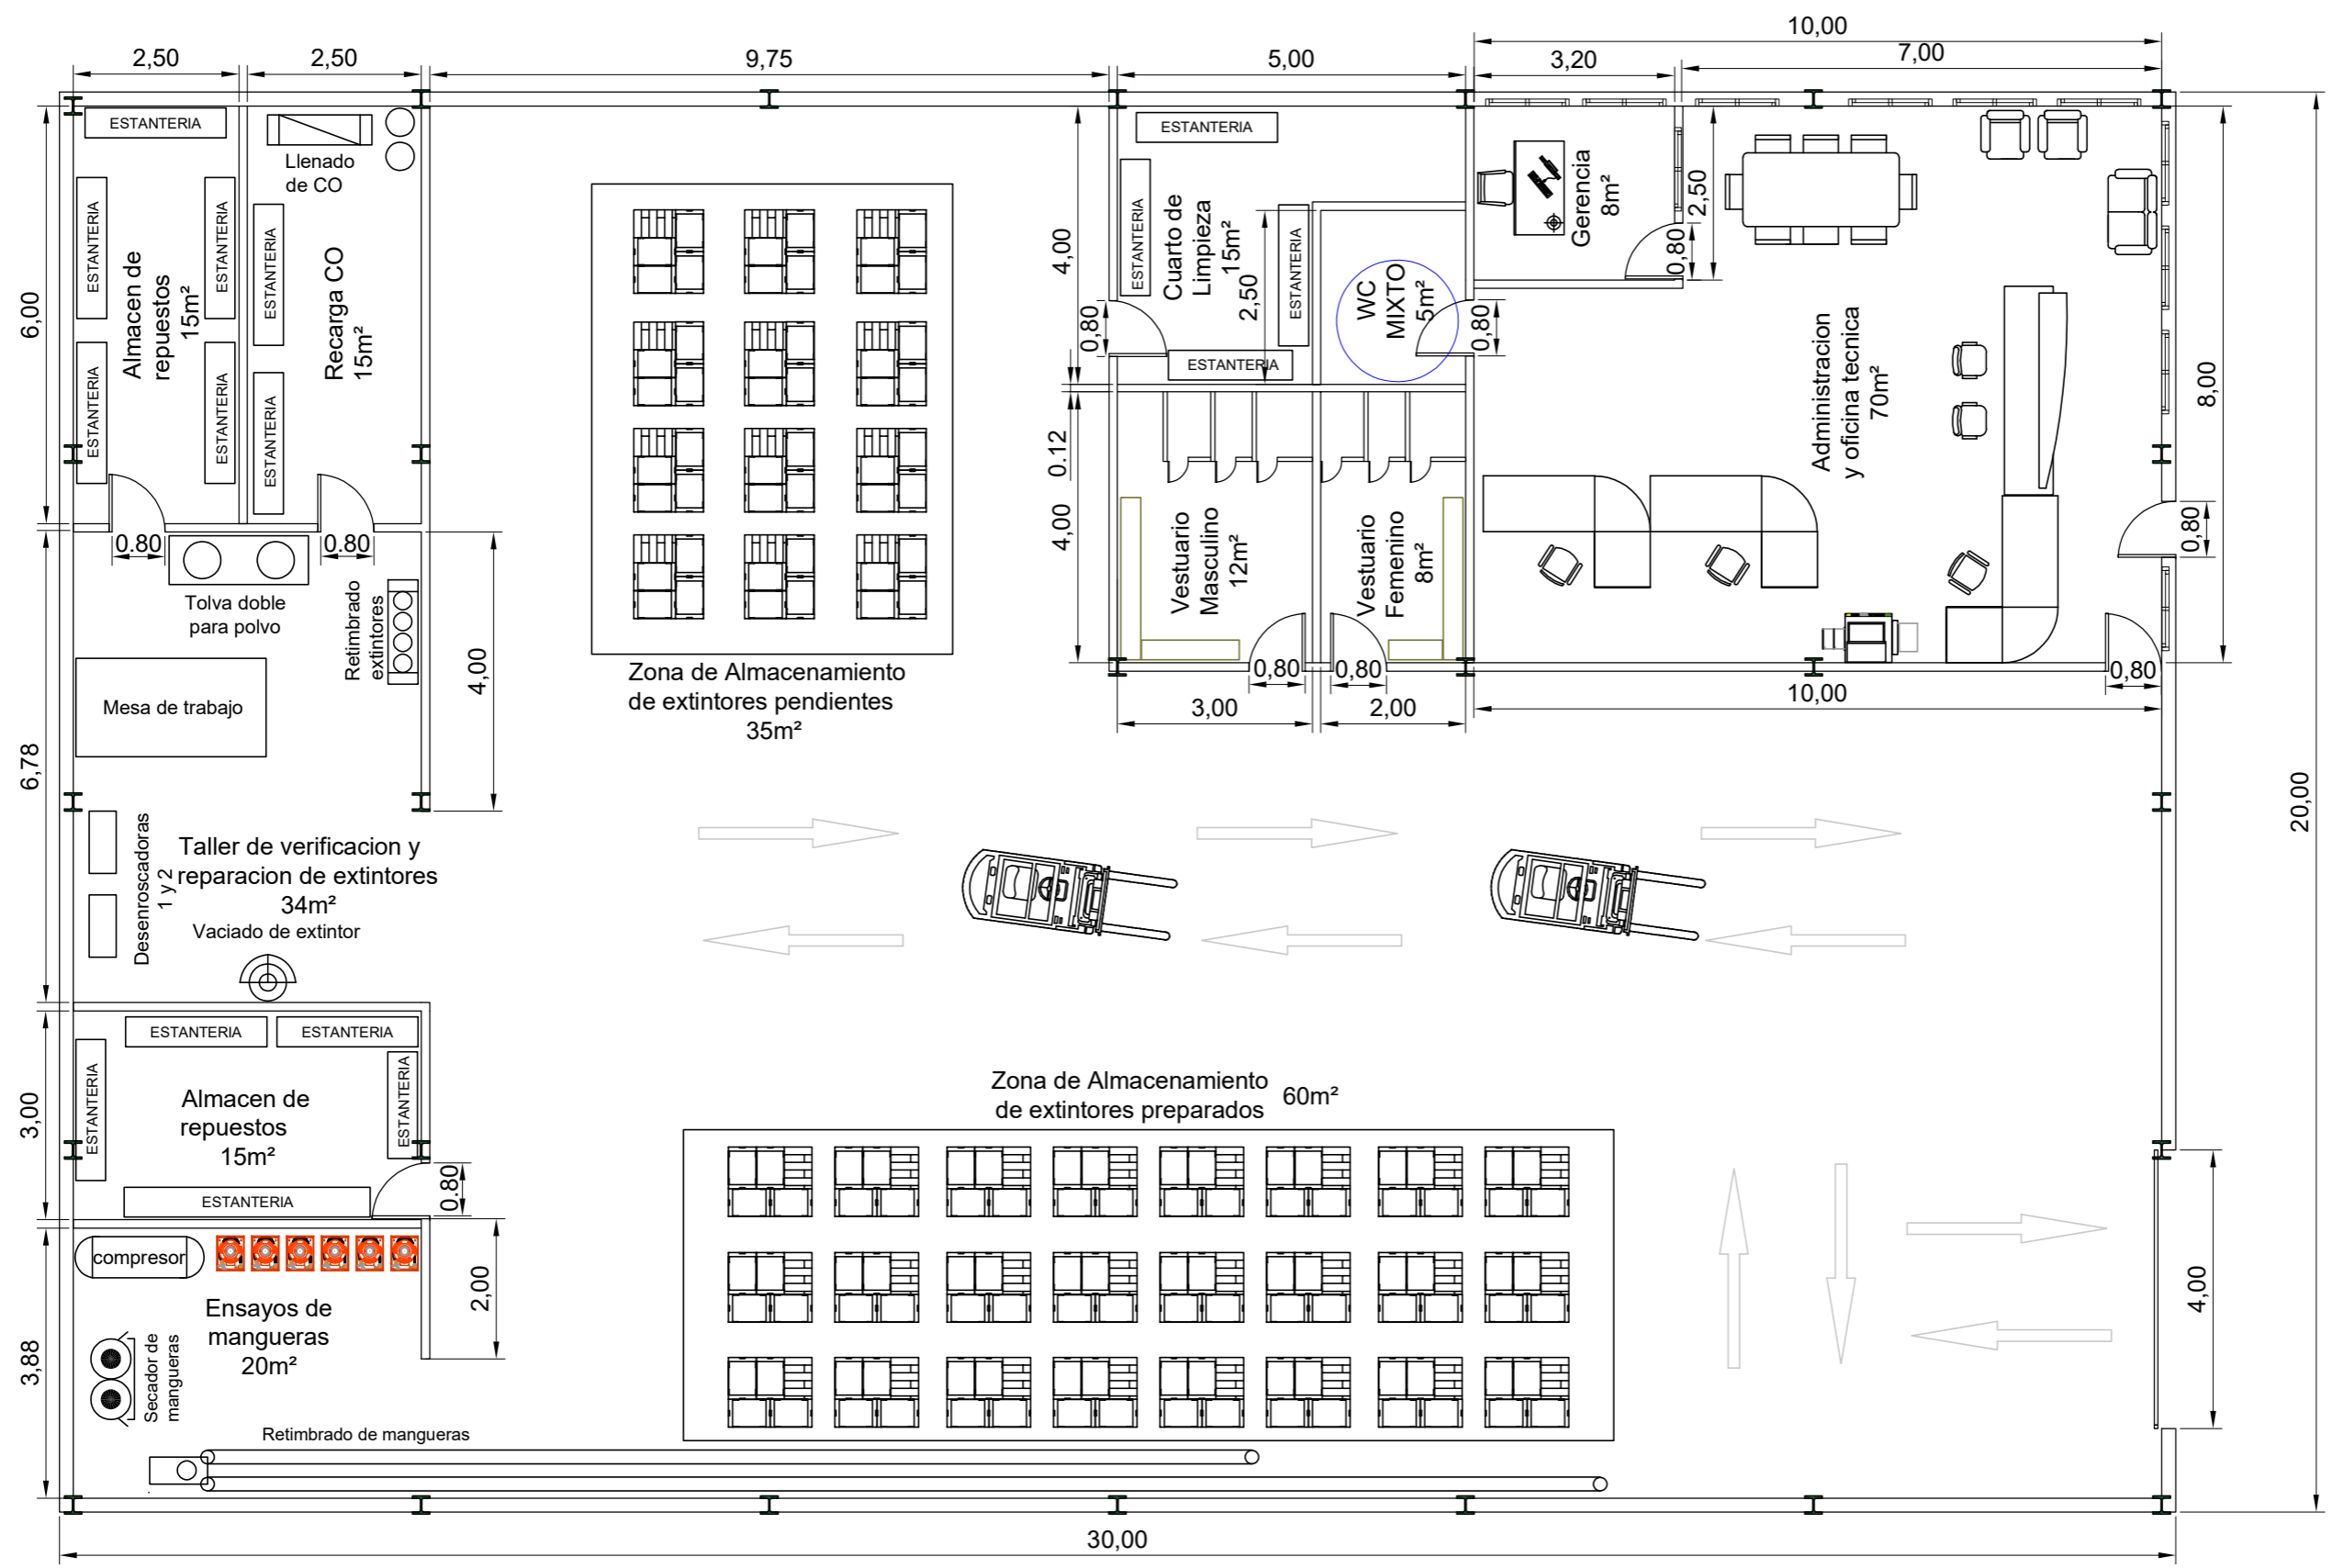 10,00
2,50
2,50
9,75
5,00
3,20
7,00
ESTANTERIA
ESTANTERIA
ESTANTERIA
ESTANTERIA
ESTANTERIA
Almacen de
repuestos
15m²
6,00
Llenado
de CO
ESTANTERIA
ESTANTERIA
Recarga CO
15m²
0.80
0.80
ESTANTERIA
ESTANTERIA
ESTANTERIA
ESTANTERIA
Cuarto de
Limpieza
15m²
4,00
0,80
2,50
WC
MIXTO
5m²
0,80
Gerencia
8m²
2,50
0,80
Administracion
y oficina tecnica
70m²
8,00
0,80
0,80
10,00
0.12
4,00
Vestuario
Masculino
12m²
Vestuario
Femenino
8m²
0,80
0,80
3,00
2,00
Zona de Almacenamiento
de extintores pendientes
35m²
Tolva doble
para polvo
Retimbrado
extintores
Mesa de trabajo
4,00
6,78
Desenroscadoras
1 y 2
Taller de verificacion y
reparacion de extintores
34m²
Vaciado de extintor
20,00
ESTANTERIA
ESTANTERIA
ESTANTERIA
ESTANTERIA
Almacen de
repuestos
15m²
ESTANTERIA
3,00
0.80
Zona de Almacenamiento
de extintores preparados
60m²
compresor
Ensayos de
mangueras
20m²
2,00
3,88
Secador de
mangueras
Retimbrado de mangueras
4,00
30,00